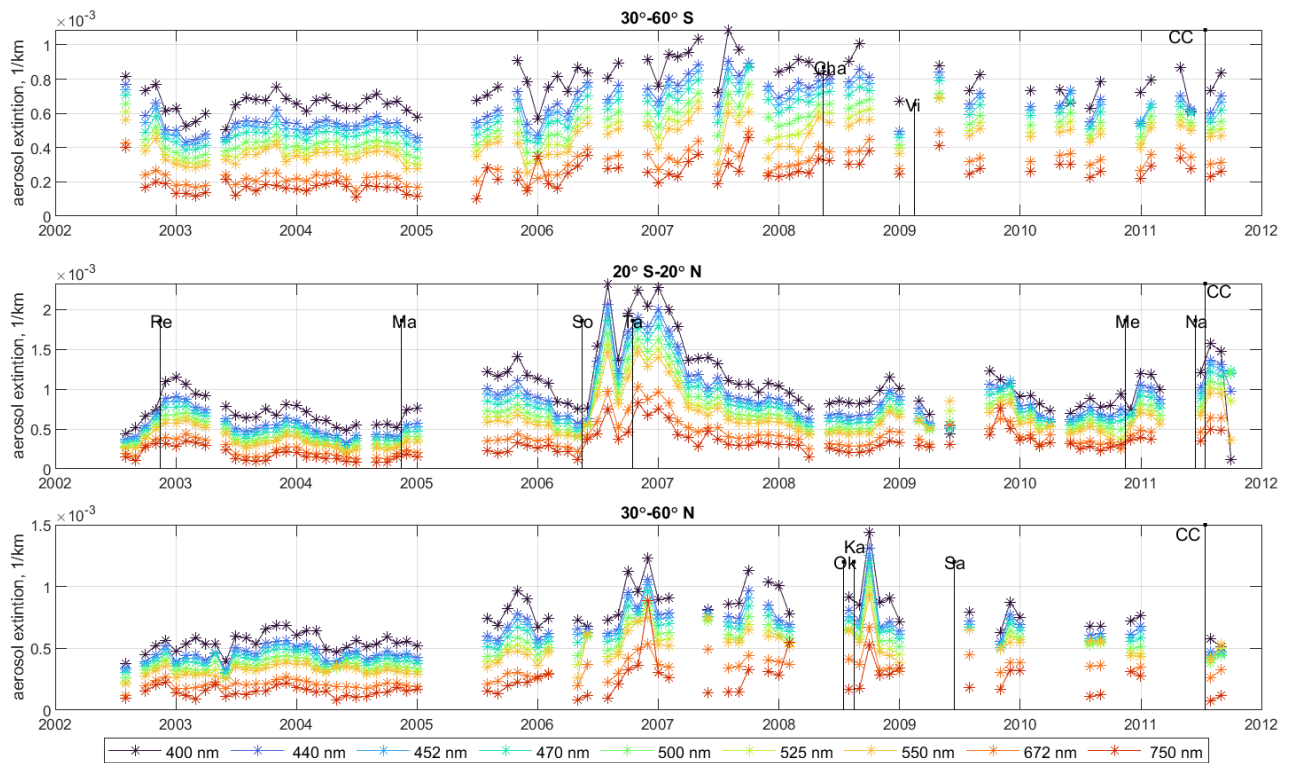 30°-60° S
×10-3
aerosol extintion, 1/km
1
0.8
0.6
0.4
0.2
0
Cha
Vi
CC
2002 2003 2004 2005 2006 2007 2008 2009 2010 2011 2012
20° S-20° N
×10-3
aerosol extintion, 1/km
2
1.5
1
0.5
0
Re Ma So Ta Me Na CC
2002 2003 2004 2005 2006 2007 2008 2009 2010 2011 2012
30°-60° N
×10-3
aerosol extintion, 1/km
1.5
1
0.5
0
Ok Ka Sa CC
2002 2003 2004 2005 2006 2007 2008 2009 2010 2011 2012
400 nm 440 nm 452 nm 470 nm 500 nm 525 nm 550 nm 672 nm 750 nm